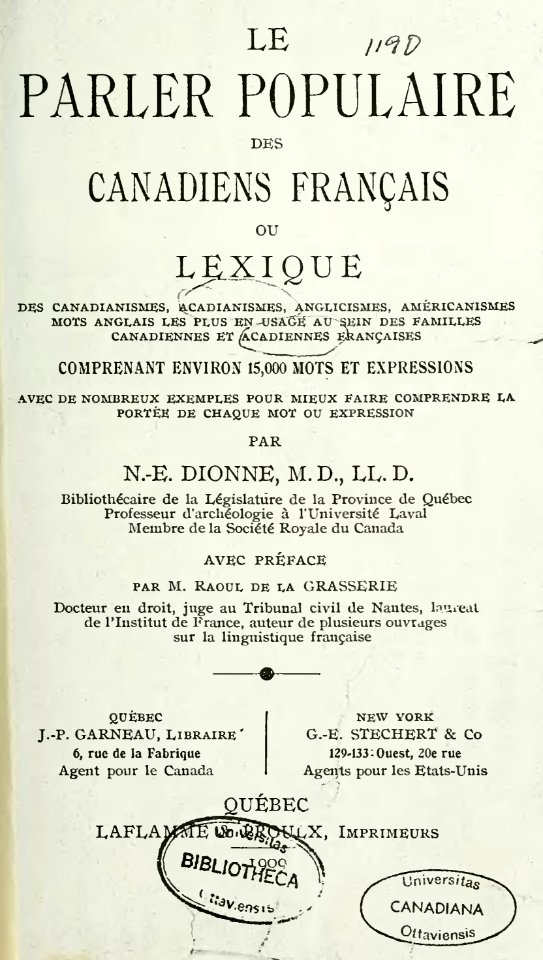 LE
1190
PARLER POPULAIRE
DES
CANADIENS FRANÇAIS
OU
LEXIQUE
DES CANADIANISMES, ACADIANISMES, ANGLICISMES, AMÉRICANISMES
MOTS ANGLAIS LES PLUS EN USAGE AU SEIN DES FAMILLES
CANADIENNES ET ACADIENNES FRANÇAISES
COMPRENANT ENVIRON 15,000 MOTS ET EXPRESSIONS
AVEC DE NOMBREUX EXEMPLES POUR MIEUX FAIRE COMPRENDRE LA
PORTÉE DE CHAQUE MOT OU EXPRESSION
PAR
N.-E. DIONNE, M. D., LL. D.
Bibliothécaire de la Législature de la Province de Québec
Professeur d'archéologie à l'Université Laval
Membre de la Société Royale du Canada
AVEC PRÉFACE
PAR M. RAOUL DE LA GRASSERIE
Docteur en droit, juge au Tribunal civil de Nantes, lauréat
de l'Institut de France, auteur de plusieurs ouvrages
sur la linguistique française
QUÉBEC
J.-P. GARNEAU, LIBRAIRE
6, rue de la Fabrique
Agent pour le Canada
NEW YORK
G.-E. STECHERT & Co
129-133 Ouest, 20e rue
Agents pour les Etats-Unis
QUÉBEC
LAFLAMME & PROULX, IMPRIMEURS
Universitas
BIBLIOTHECA
Ottaviensis
Universitas
CANADIANA
Ottaviensis